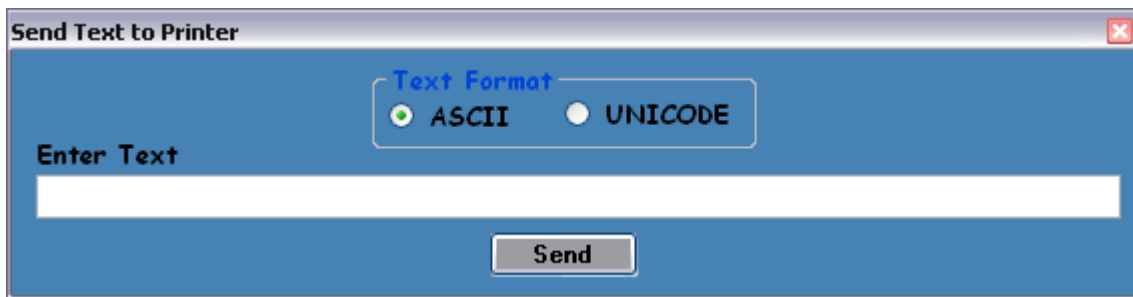 Send Text to Printer
Text Format
ASCII UNICODE
Enter Text
Send